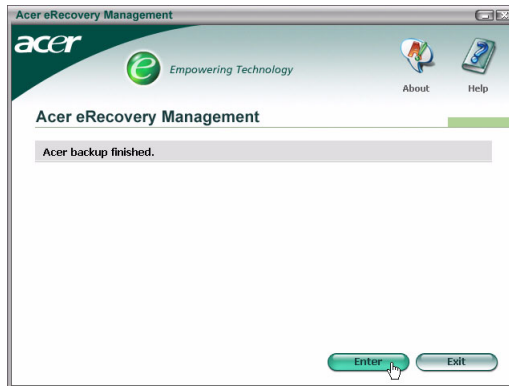 Acer eRecovery Management
acer
e Empowering Technology
About Help
Acer eRecovery Management
Acer backup finished.
Enter Exit